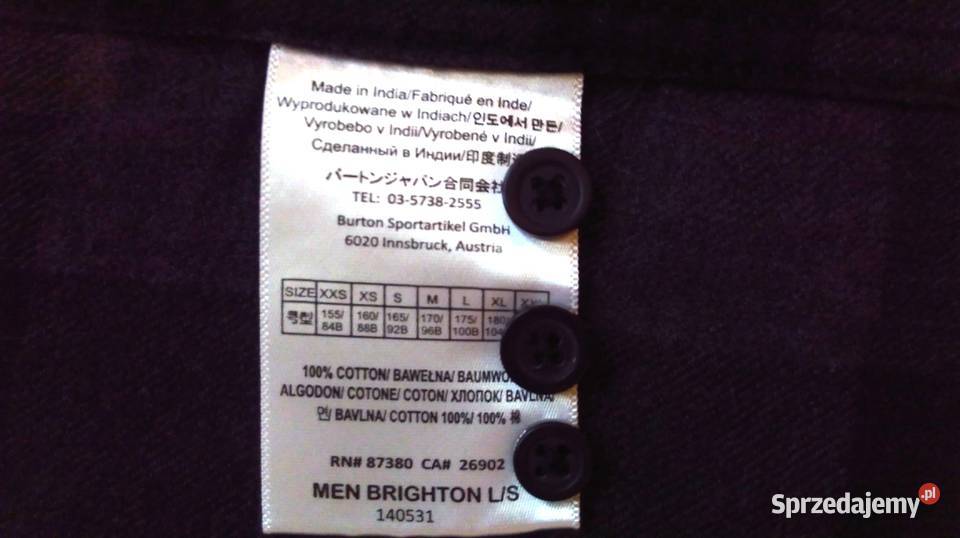 Made in India/Fabriqué en Inde/
Wyprodukowane w Indiach/인도에서 만든/
Vyrobebo v Indii/Vyrobené v Indii/
Сделанный в Индии/印度制
バートンジャパン合同会社
TEL: 03-5738-2555
Burton Sportartikel GmbH
6020 Innsbruck, Austria
SIZE XXS XS S M L XL
号型 155/84B 160/88B 165/92B 170/96B 175/100B
100% COTTON/ BAWEŁNA/
ALGODON/ COTONE/ COTON/ ХЛОПОК/ BAVLNA/
면/ BAVLNA/ COTTON 100%/ 100% 棉
RN# 87380 CA# 26902
MEN BRIGHTON L/S
140531
Sprzedajemy.pl